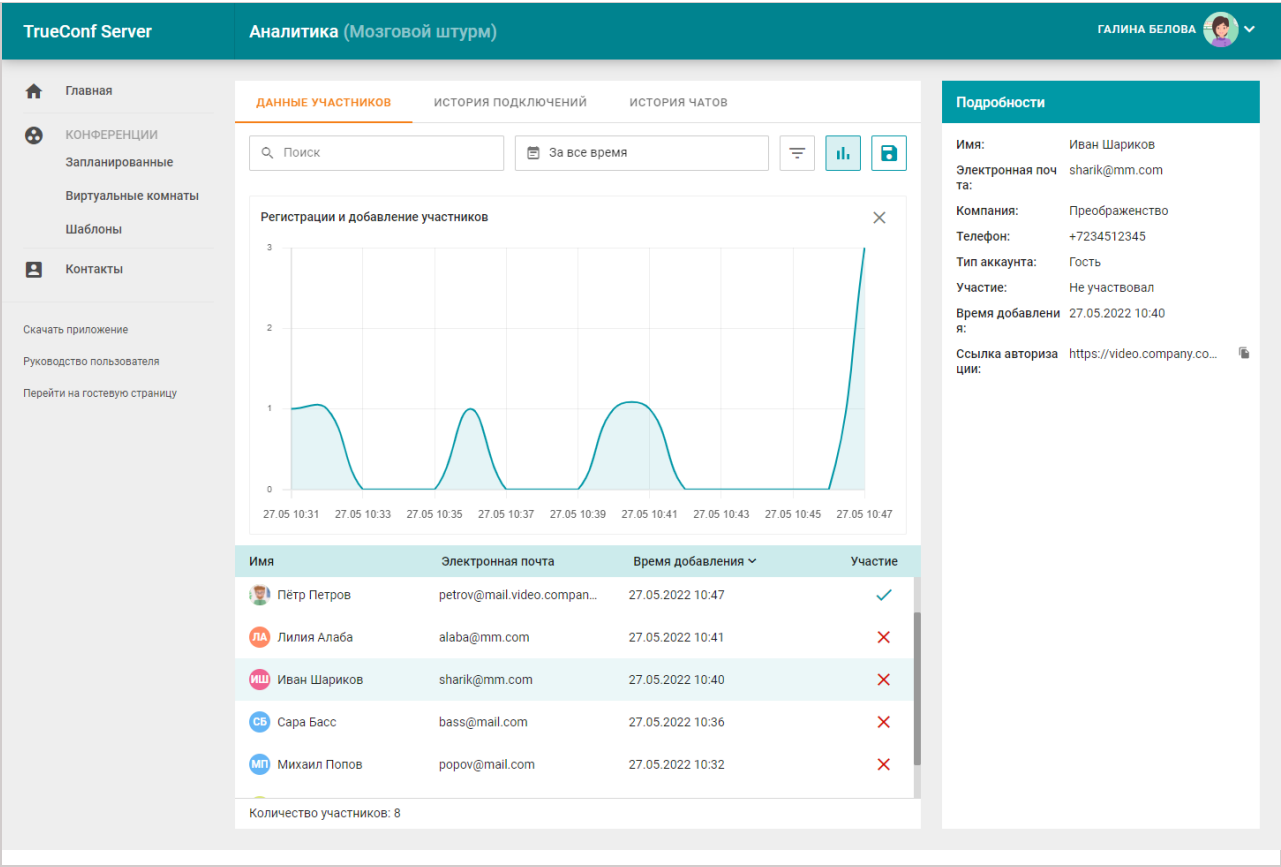 TrueConf Server
Аналитика (Мозговой штурм)
ГАЛИНА БЕЛОВА
Главная
КОНФЕРЕНЦИИ
Запланированные
Виртуальные комнаты
Шаблоны
Контакты
Скачать приложение
Руководство пользователя
Перейти на гостевую страницу
ДАННЫЕ УЧАСТНИКОВ ИСТОРИЯ ПОДКЛЮЧЕНИЙ ИСТОРИЯ ЧАТОВ
Поиск За все время
Регистрации и добавление участников
3
2
1
0
27.05 10:31 27.05 10:33 27.05 10:35 27.05 10:37 27.05 10:39 27.05 10:41 27.05 10:43 27.05 10:45 27.05 10:47
Имя Электронная почта Время добавления Участие
Пётр Петров petrov@mail.video.compan... 27.05.2022 10:47
ЛА Лилия Алаба alaba@mm.com 27.05.2022 10:41
ИШ Иван Шариков sharik@mm.com 27.05.2022 10:40
СБ Сара Басс bass@mail.com 27.05.2022 10:36
МП Михаил Попов popov@mail.com 27.05.2022 10:32
Количество участников: 8
Подробности
Имя: Иван Шариков
Электронная поч sharik@mm.com
та:
Компания: Преображенство
Телефон: +7234512345
Тип аккаунта: Гость
Участие: Не участвовал
Время добавлени 27.05.2022 10:40
я:
Ссылка авториза https://video.company.co...
ции: